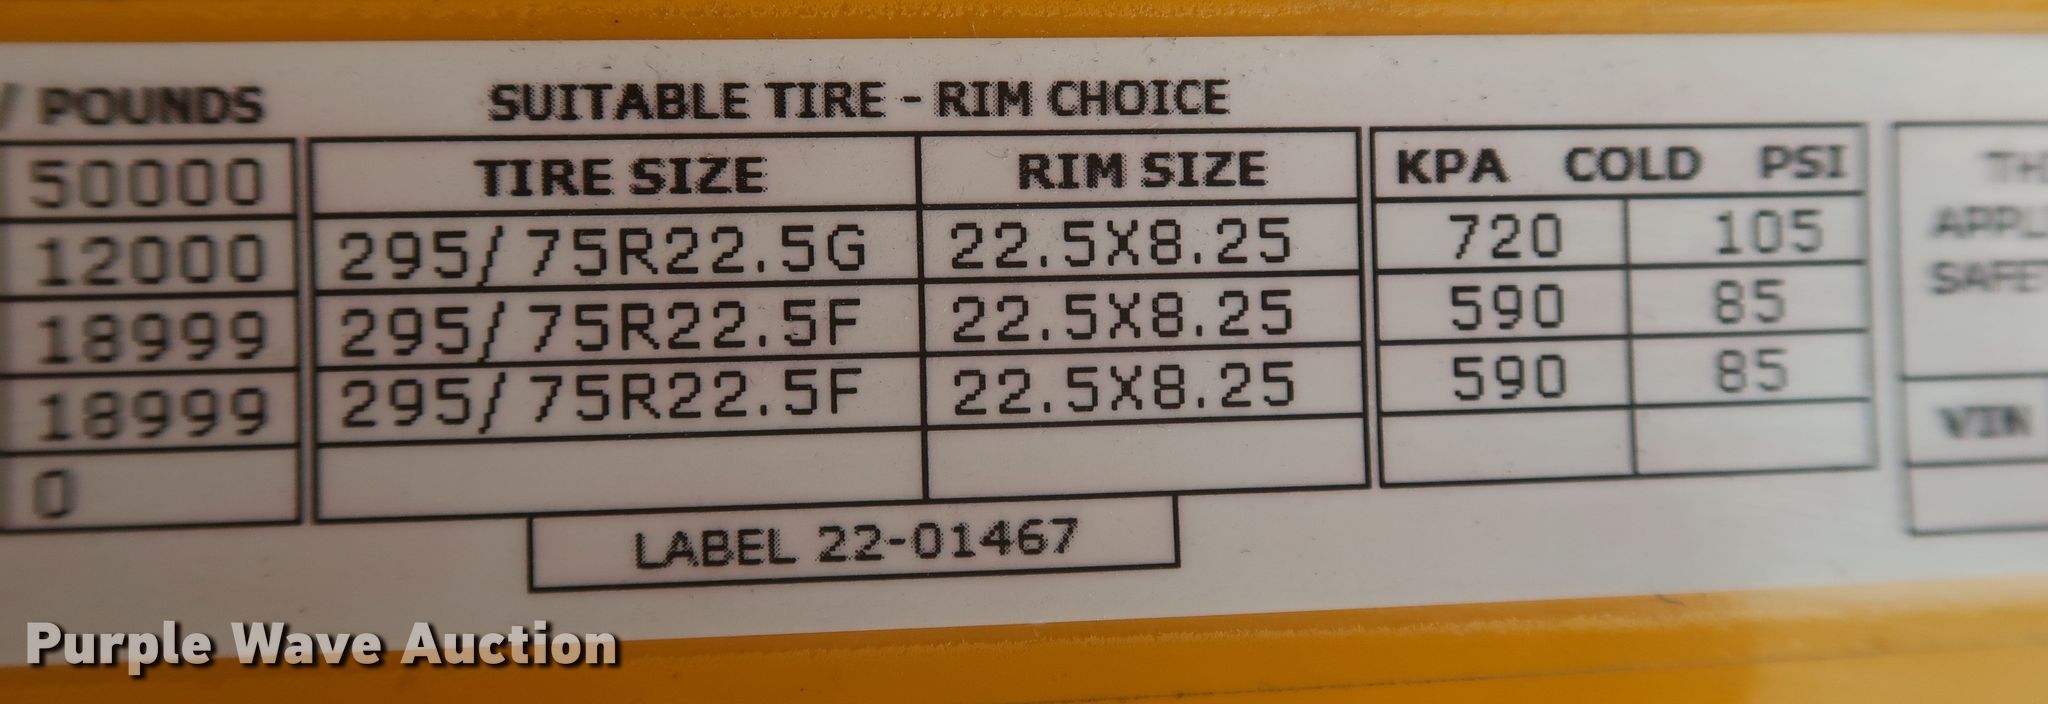 / POUNDS SUITABLE TIRE - RIM CHOICE
50000 TIRE SIZE RIM SIZE KPA COLD PSI
12000 295/75R22.5G 22.5X8.25 720 105
18999 295/75R22.5F 22.5X8.25 590 85
18999 295/75R22.5F 22.5X8.25 590 85
0
LABEL 22-01467
VIN
Purple Wave Auction